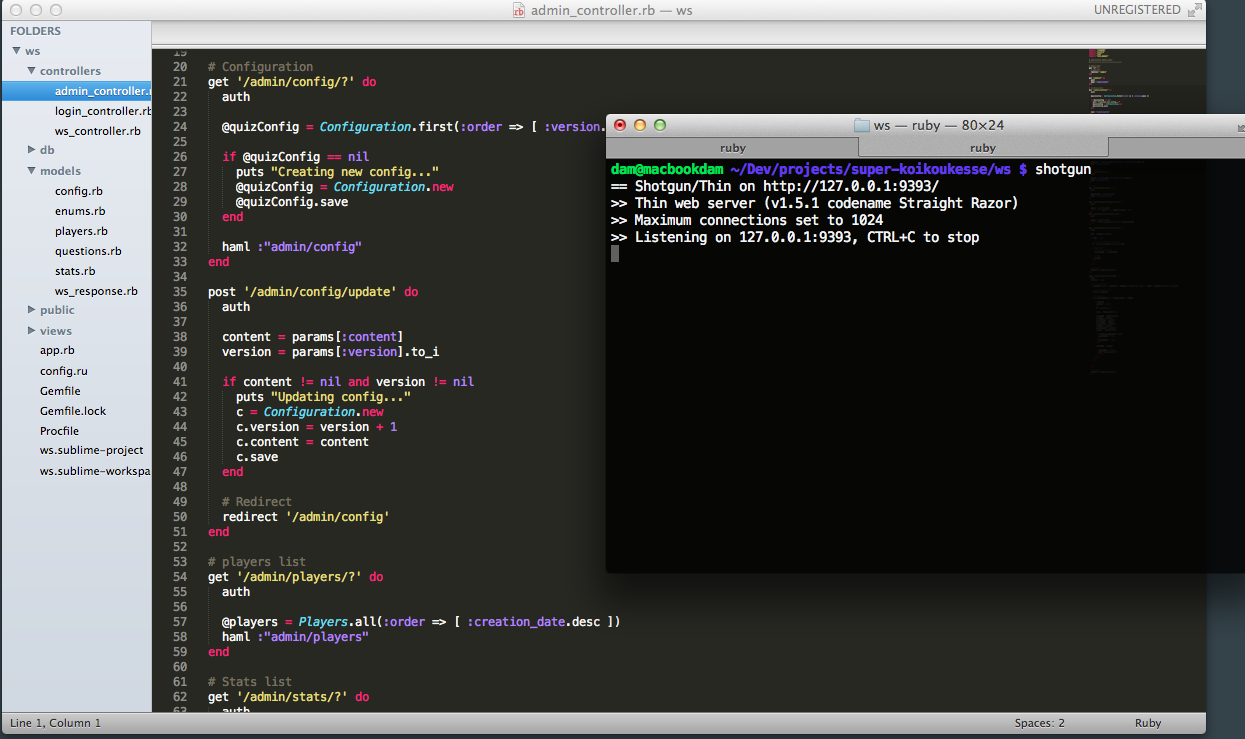 admin_controller.rb — ws
UNREGISTERED
FOLDERS
ws
controllers
admin_controller.r
login_controller.rb
ws_controller.rb
db
models
config.rb
enums.rb
players.rb
questions.rb
stats.rb
ws_response.rb
public
views
app.rb
config.ru
Gemfile
Gemfile.lock
Procfile
ws.sublime-project
ws.sublime-workspa
19
20 # Configuration
21 get '/admin/config/?' do
22 auth
23
24 @quizConfig = Configuration.first(:order => [ :version.
25
26 if @quizConfig == nil
27 puts "Creating new config..."
28 @quizConfig = Configuration.new
29 @quizConfig.save
30 end
31
32 haml :"admin/config"
33 end
34
35 post '/admin/config/update' do
36 auth
37
38 content = params[:content]
39 version = params[:version].to_i
40
41 if content != nil and version != nil
42 puts "Updating config..."
43 c = Configuration.new
44 c.version = version + 1
45 c.content = content
46 c.save
47 end
48
49 # Redirect
50 redirect '/admin/config'
51 end
52
53 # players list
54 get '/admin/players/?' do
55 auth
56
57 @players = Players.all(:order => [ :creation_date.desc ])
58 haml :"admin/players"
59 end
60
61 # Stats list
62 get '/admin/stats/?' do
63 auth
ws — ruby — 80×24
ruby
ruby
dam@macbookdam ~/Dev/projects/super-koikoukesse/ws $ shotgun
== Shotgun/Thin on http://127.0.0.1:9393/
>> Thin web server (v1.5.1 codename Straight Razor)
>> Maximum connections set to 1024
>> Listening on 127.0.0.1:9393, CTRL+C to stop
Line 1, Column 1
Spaces: 2
Ruby